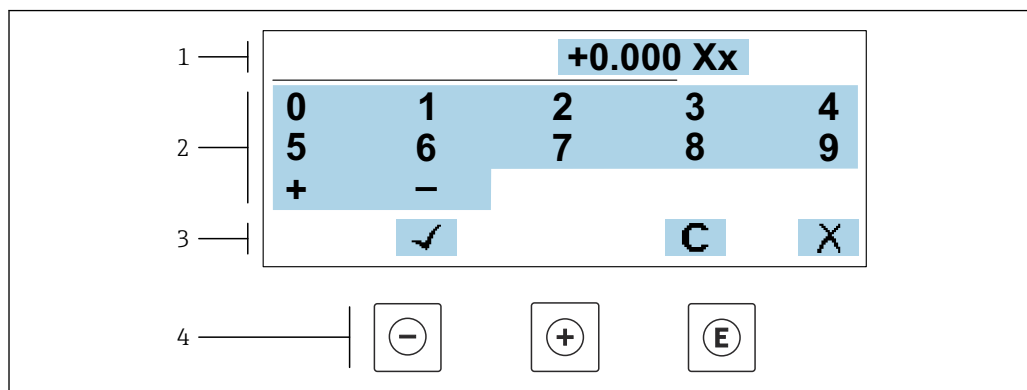 1 +0.000 Xx
0 1 2 3 4
2 5 6 7 8 9
+ −
3 ✓ C X
4 − + E